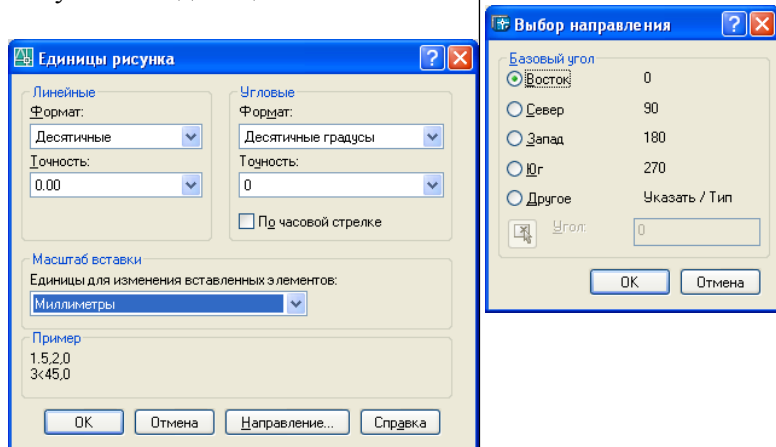 Единицы рисунка
Линейные
Формат:
Десятичные
Точность:
0.00
Угловые
Формат:
Десятичные градусы
Точность:
0
По часовой стрелке
Масштаб вставки
Единицы для изменения вставленных элементов:
Миллиметры
Пример
1.5,2,0
3<45,0
ОК Отмена Направление... Справка
Выбор направления
Базовый угол
Восток 0
Север 90
Запад 180
Юг 270
Другое Указать / Тип
Угол: 0
ОК Отмена